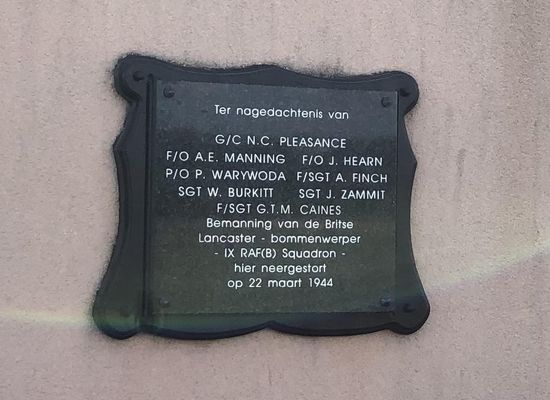 Ter nagedachtenis van
G/C N.C. PLEASANCE
F/O A.E. MANNING F/O J. HEARN
P/O P. WARYWODA F/SGT A. FINCH
SGT W. BURKITT SGT J. ZAMMIT
F/SGT G.T.M. CAINES
Bemanning van de Britse
Lancaster - bommenwerper
- IX RAF(B) Squadron -
hier neergestort
op 22 maart 1944